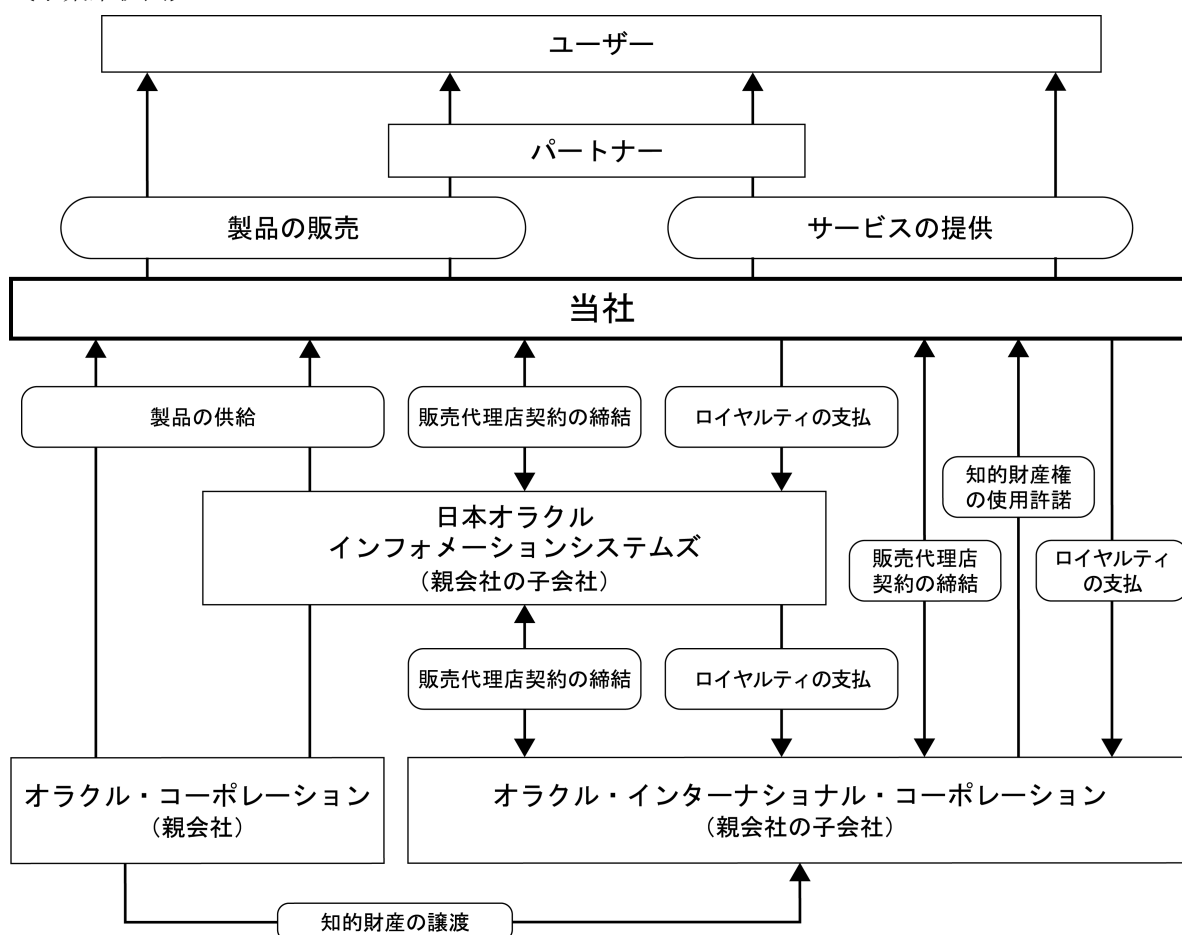 ユーザー
パートナー
製品の販売
サービスの提供
当社
製品の供給
販売代理店契約の締結
ロイヤルティの支払
知的財産権
の使用許諾
日本オラクル
インフォメーションシステムズ
（親会社の子会社）
販売代理店
契約の締結
ロイヤルティ
の支払
販売代理店契約の締結
ロイヤルティの支払
オラクル・コーポレーション
（親会社）
オラクル・インターナショナル・コーポレーション
（親会社の子会社）
知的財産の譲渡